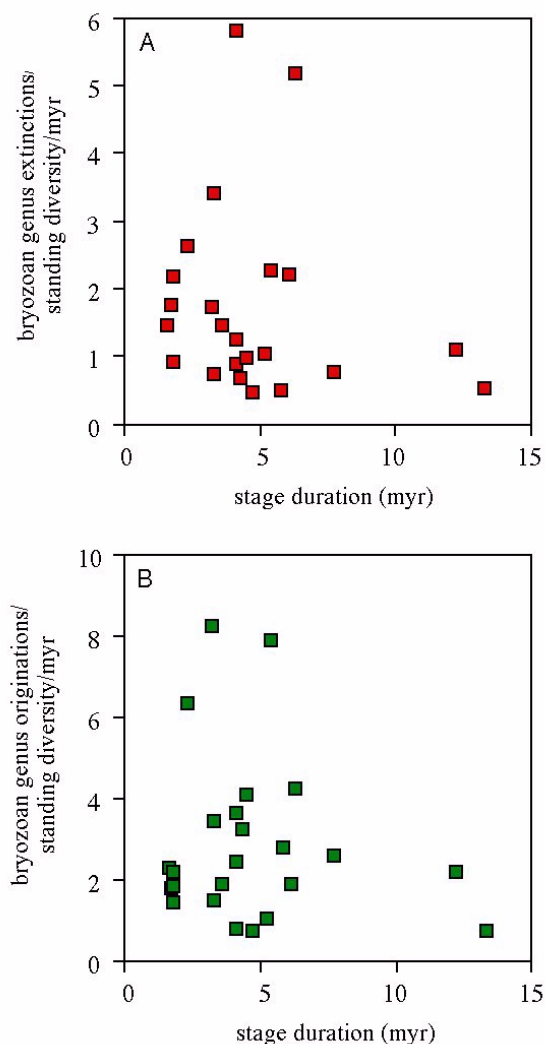 A
bryozoan genus extinctions/
standing diversity/myr
6
5
4
3
2
1
0
0 5 10 15
stage duration (myr)
B
bryozoan genus originations/
standing diversity/myr
10
8
6
4
2
0
0 5 10 15
stage duration (myr)